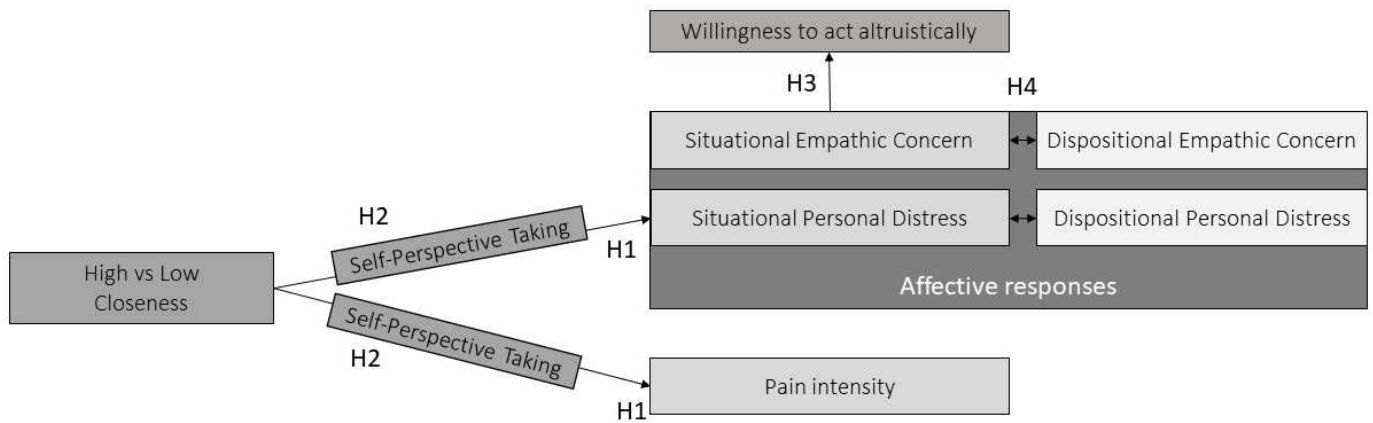 Willingness to act altruistically
H3
H4
Situational Empathic Concern
Dispositional Empathic Concern
H2
Self-Perspective Taking
H1
Situational Personal Distress
Dispositional Personal Distress
High vs Low
Closeness
Affective responses
Self-Perspective Taking
H2
H1
Pain intensity